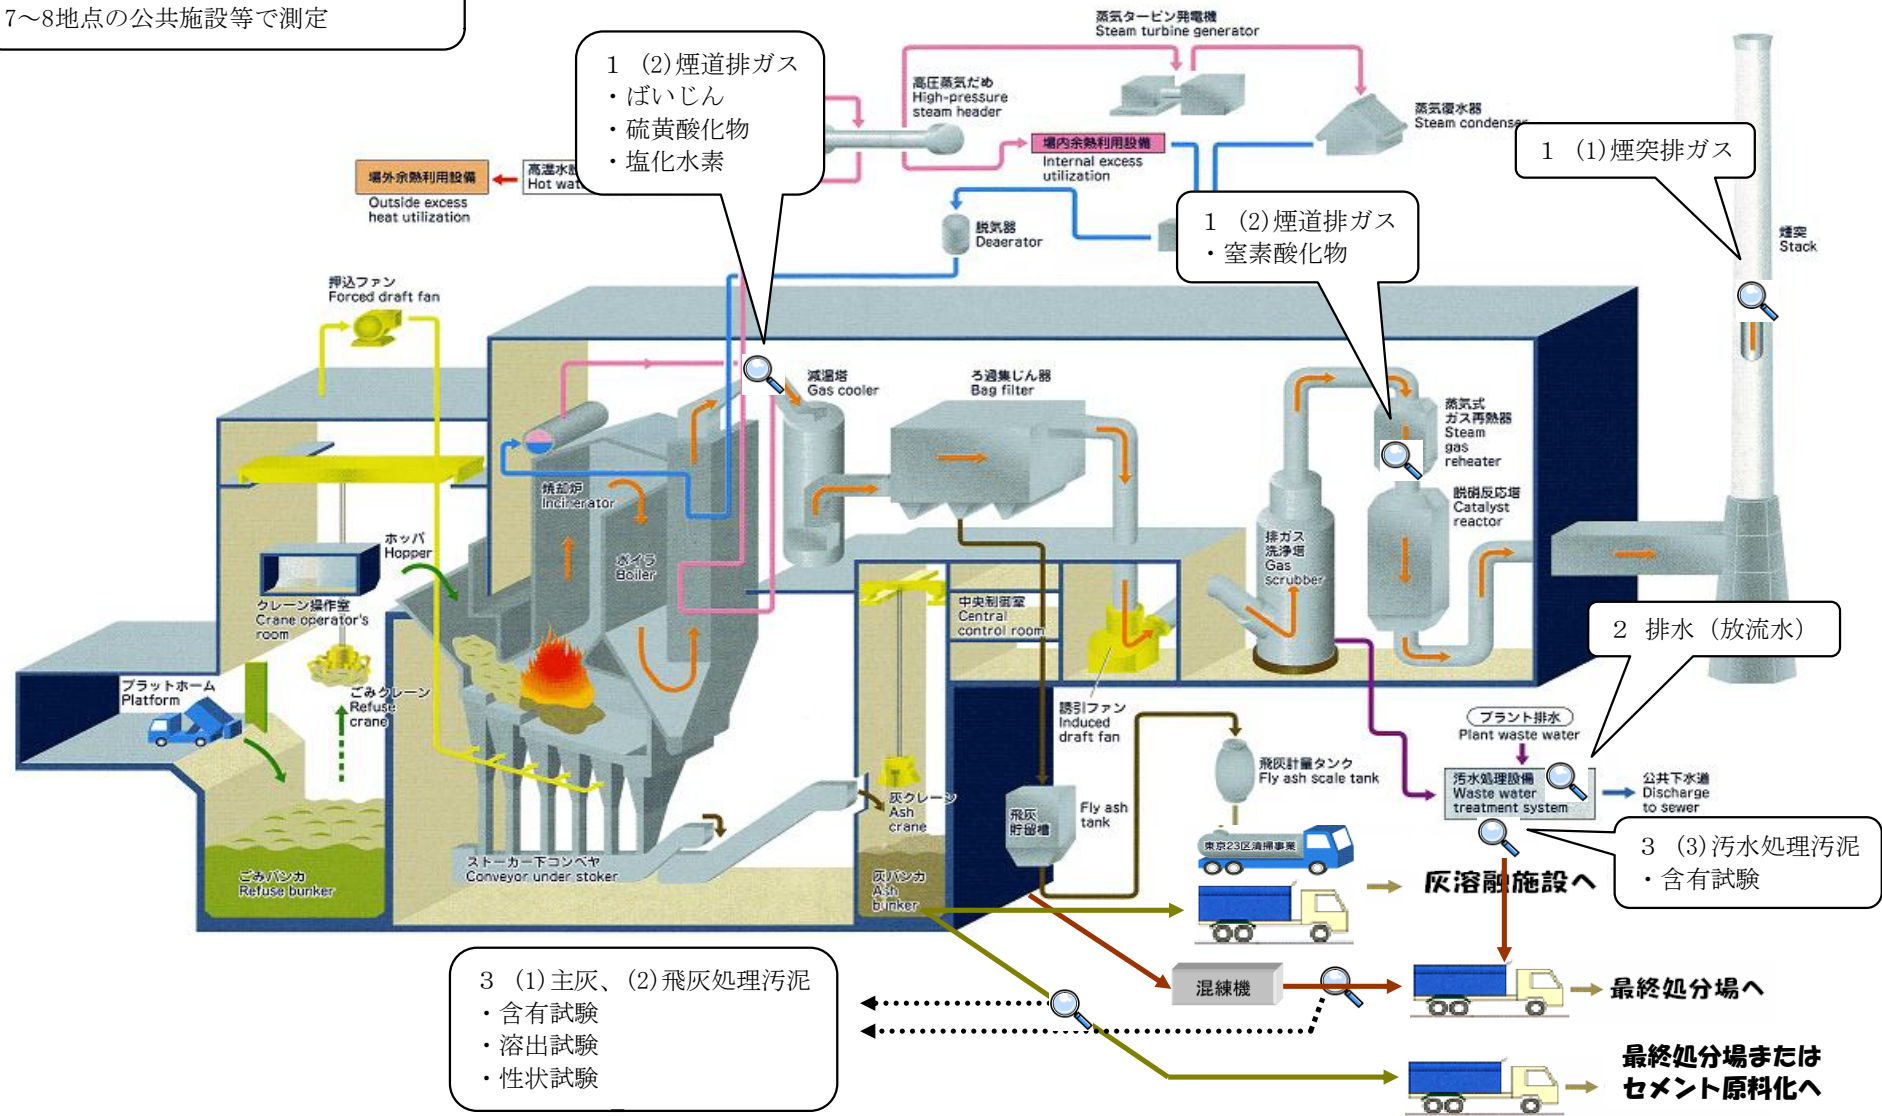 7～8地点の公共施設等で測定
蒸気タービン発電機
Steam turbine generator
1 (2)煙道排ガス
・ばいじん
・硫黄酸化物
・塩化水素
高圧蒸気だめ
High-pressure
steam header
蒸気復水器
Steam condenser
場内余熱利用設備
Internal excess
utilization
1 (1)煙突排ガス
場外余熱利用設備
Outside excess
heat utilization
高温水
Hot wat
脱気器
Deaerator
1 (2)煙道排ガス
・窒素酸化物
煙突
Stack
押込ファン
Forced draft fan
減温塔
Gas cooler
ろ過集じん器
Bag filter
蒸気式
ガス再熱器
Steam
gas
reheater
焼却炉
Incinerator
脱硝反応塔
Catalyst
reactor
ホッパ
Hopper
ボイラ
Boiler
排ガス
洗浄塔
Gas
scrubber
クレーン操作室
Crane operator's
room
中央制御室
Central
control room
2 排水（放流水）
プラットホーム
Platform
ごみクレーン
Refuse
crane
誘引ファン
Induced
draft fan
プラント排水
Plant waste water
飛灰計量タンク
Fly ash scale tank
汚水処理設備
Waste water
treatment system
公共下水道
Discharge
to sewer
灰クレーン
Ash
crane
飛灰
貯留槽
Fly ash
tank
東京23区清掃事業
3 (3)汚水処理汚泥
・含有試験
ストーカー下コンベヤ
Conveyor under stoker
ごみバンカ
Refuse bunker
灰バンカ
Ash
bunker
灰溶融施設へ
3 (1)主灰、(2)飛灰処理汚泥
・含有試験
・溶出試験
・性状試験
混練機
最終処分場へ
最終処分場または
セメント原料化へ